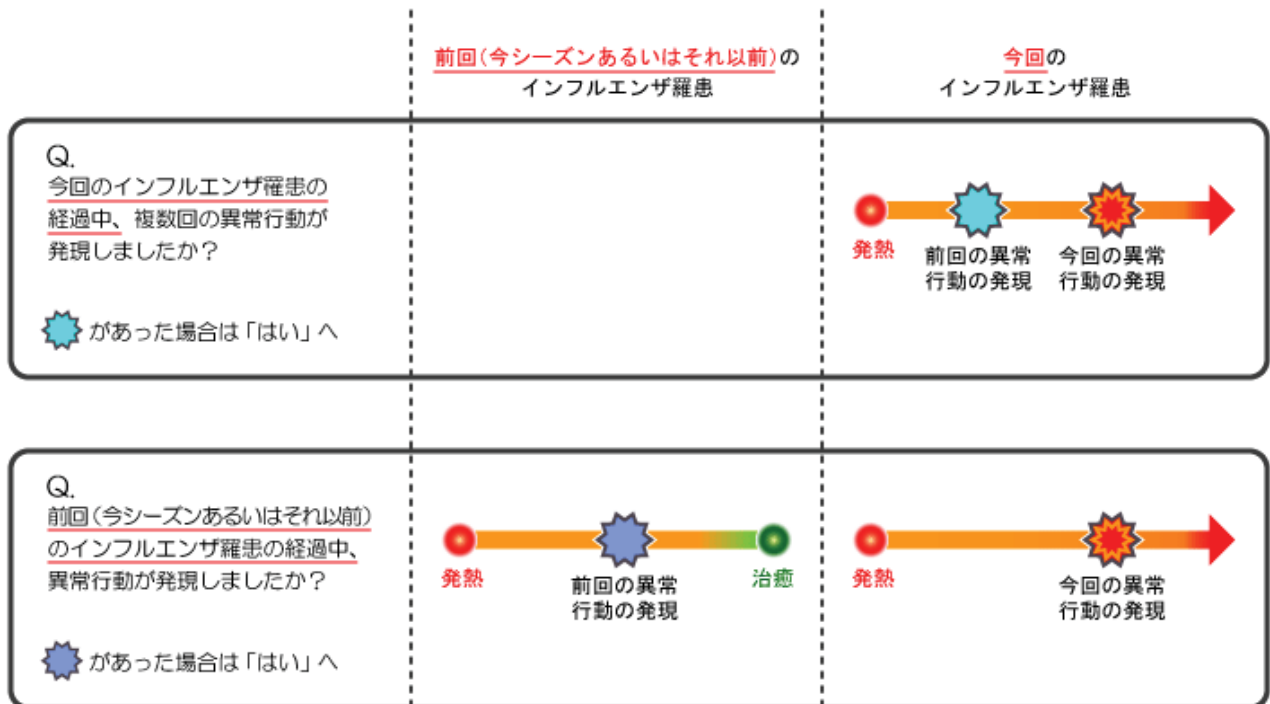 前回(今シーズンあるいはそれ以前)の
インフルエンザ羅患
今回の
インフルエンザ羅患
Q.
今回のインフルエンザ罹患の
経過中、複数回の異常行動が
発現しましたか？
があった場合は「はい」へ
発熱
前回の異常
行動の発現
今回の異常
行動の発現
Q.
前回(今シーズンあるいはそれ以前)
のインフルエンザ羅患の経過中、
異常行動が発現しましたか？
があった場合は「はい」へ
発熱
前回の異常
行動の発現
治癒
発熱
今回の異常
行動の発現